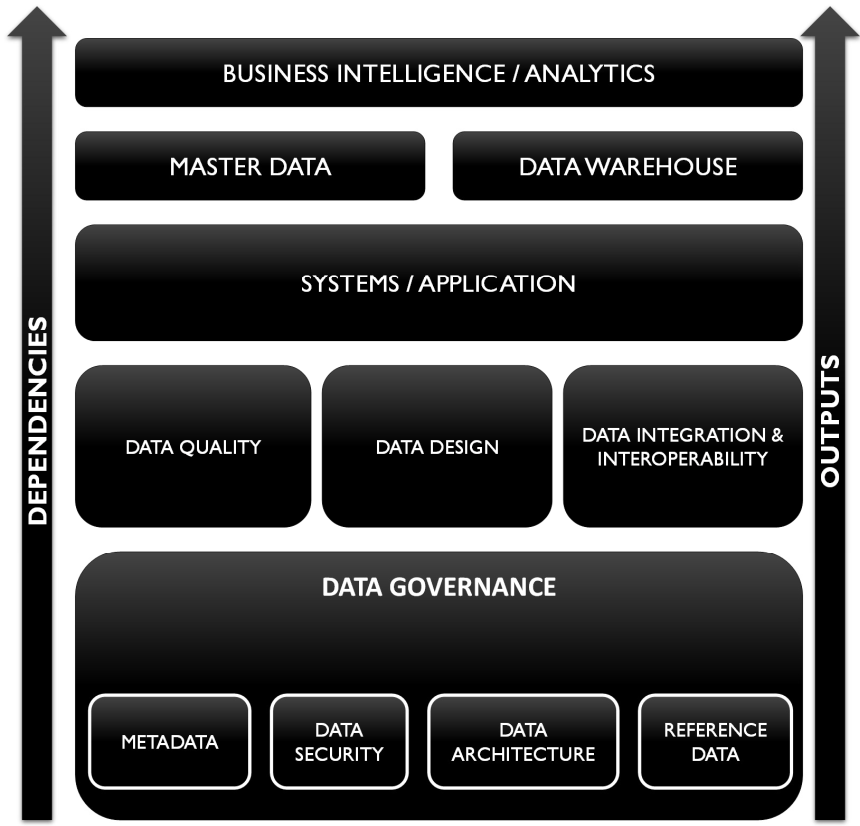 BUSINESS INTELLIGENCE / ANALYTICS
MASTER DATA
DATA WAREHOUSE
SYSTEMS / APPLICATION
DEPENDENCIES
OUTPUTS
DATA QUALITY
DATA DESIGN
DATA INTEGRATION &
INTEROPERABILITY
DATA GOVERNANCE
METADATA
DATA
SECURITY
DATA
ARCHITECTURE
REFERENCE
DATA